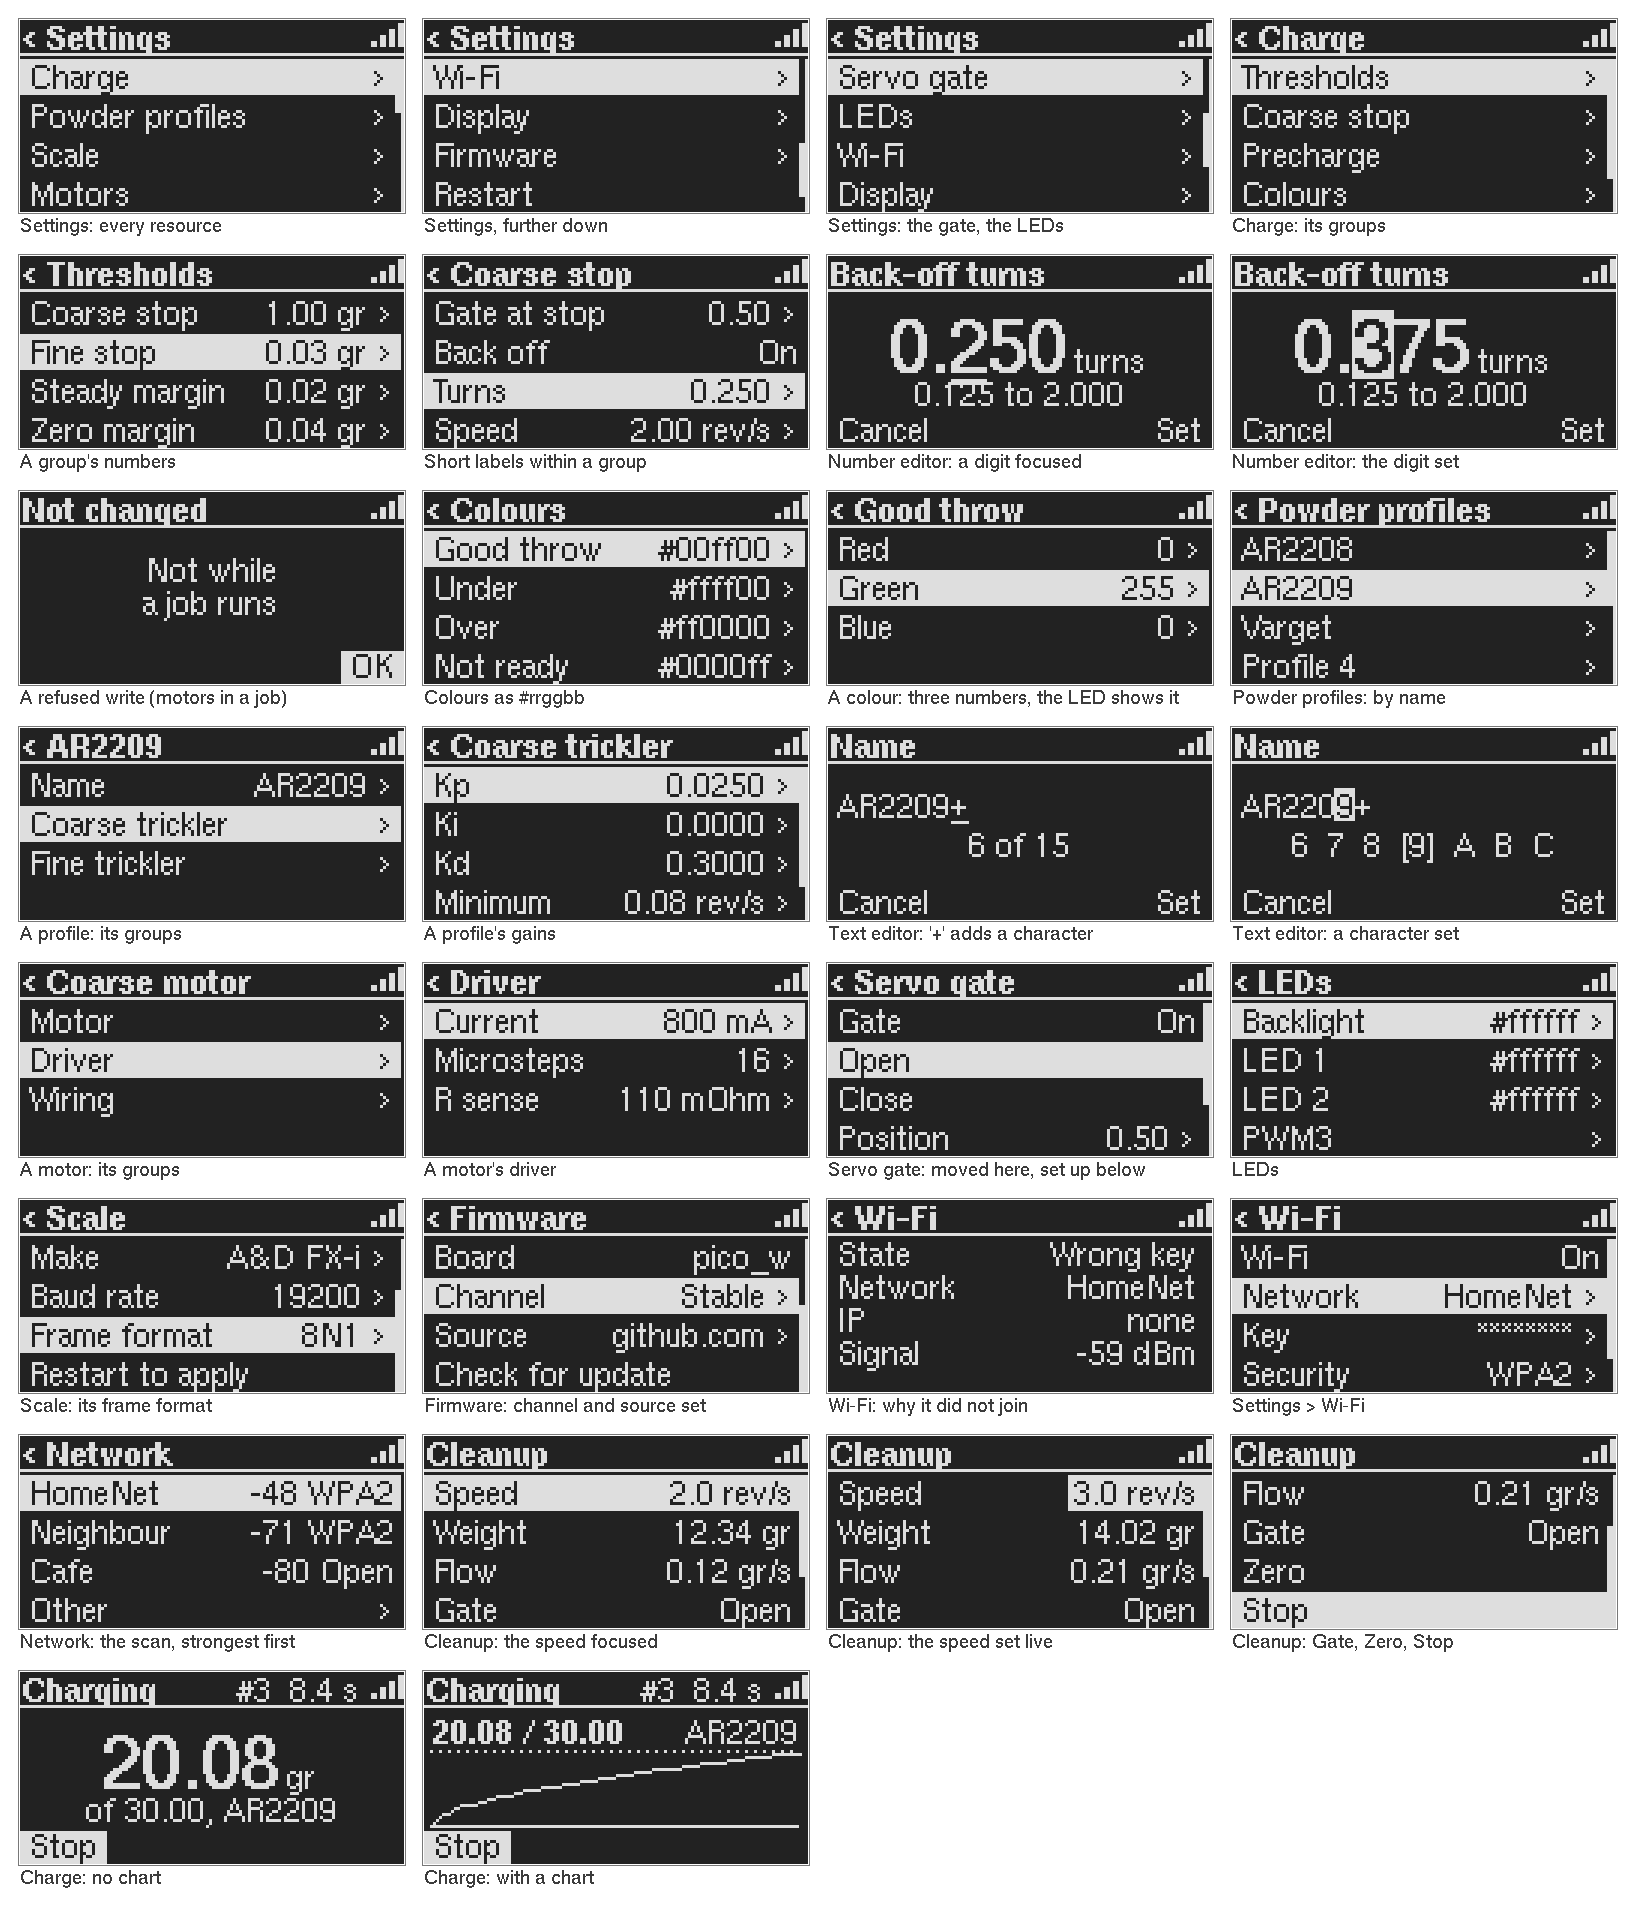 < Settings
Charge >
Powder profiles >
Scale >
Motors >
Settings: every resource
< Settings
Wi-Fi >
Display >
Firmware >
Restart
Settings, further down
< Settings
Servo gate >
LEDs >
Wi-Fi >
Display >
Settings: the gate, the LEDs
< Charge
Thresholds >
Coarse stop >
Precharge >
Colours >
Charge: its groups
< Thresholds
Coarse stop 1.00 gr >
Fine stop 0.03 gr >
Steady margin 0.02 gr >
Zero margin 0.04 gr >
A group's numbers
< Coarse stop
Gate at stop 0.50 >
Back off On
Turns 0.250 >
Speed 2.00 rev/s >
Short labels within a group
Back-off turns
0.250 turns
0.125 to 2.000
Cancel Set
Number editor: a digit focused
Back-off turns
0.375 turns
0.125 to 2.000
Cancel Set
Number editor: the digit set
Not changed
Not while
a job runs
OK
A refused write (motors in a job)
< Colours
Good throw #00ff00 >
Under #ffff00 >
Over #ff0000 >
Not ready #0000ff >
Colours as #rrggbb
< Good throw
Red 0 >
Green 255 >
Blue 0 >
A colour: three numbers, the LED shows it
< Powder profiles
AR2208 >
AR2209 >
Varget >
Profile 4 >
Powder profiles: by name
< AR2209
Name AR2209 >
Coarse trickler >
Fine trickler >
A profile: its groups
< Coarse trickler
Kp 0.0250 >
Ki 0.0000 >
Kd 0.3000 >
Minimum 0.08 rev/s >
A profile's gains
Name
AR2209+
6 of 15
Cancel Set
Text editor: '+' adds a character
Name
AR2209+
6 7 8 [9] A B C
Cancel Set
Text editor: a character set
< Coarse motor
Motor >
Driver >
Wiring >
A motor: its groups
< Driver
Current 800 mA >
Microsteps 16 >
R sense 110 mOhm >
A motor's driver
< Servo gate
Gate On
Open
Close
Position 0.50 >
Servo gate: moved here, set up below
< LEDs
Backlight #ffffff >
LED 1 #ffffff >
LED 2 #ffffff >
PWM3 >
LEDs
< Scale
Make A&D FX-i >
Baud rate 19200 >
Frame format 8N1 >
Restart to apply
Scale: its frame format
< Firmware
Board pico_w
Channel Stable >
Source github.com >
Check for update
Firmware: channel and source set
< Wi-Fi
State Wrong key
Network HomeNet
IP none
Signal -59 dBm
Wi-Fi: why it did not join
< Wi-Fi
Wi-Fi On
Network HomeNet >
Key ******** >
Security WPA2 >
Settings > Wi-Fi
< Network
HomeNet -48 WPA2
Neighbour -71 WPA2
Cafe -80 Open
Other >
Network: the scan, strongest first
Cleanup
Speed 2.0 rev/s
Weight 12.34 gr
Flow 0.12 gr/s
Gate Open
Cleanup: the speed focused
Cleanup
Speed 3.0 rev/s
Weight 14.02 gr
Flow 0.21 gr/s
Gate Open
Cleanup: the speed set live
Cleanup
Flow 0.21 gr/s
Gate Open
Zero
Stop
Cleanup: Gate, Zero, Stop
Charging #3 8.4 s
20.08 gr
of 30.00, AR2209
Stop
Charge: no chart
Charging #3 8.4 s
20.08 / 30.00 AR2209
Stop
Charge: with a chart